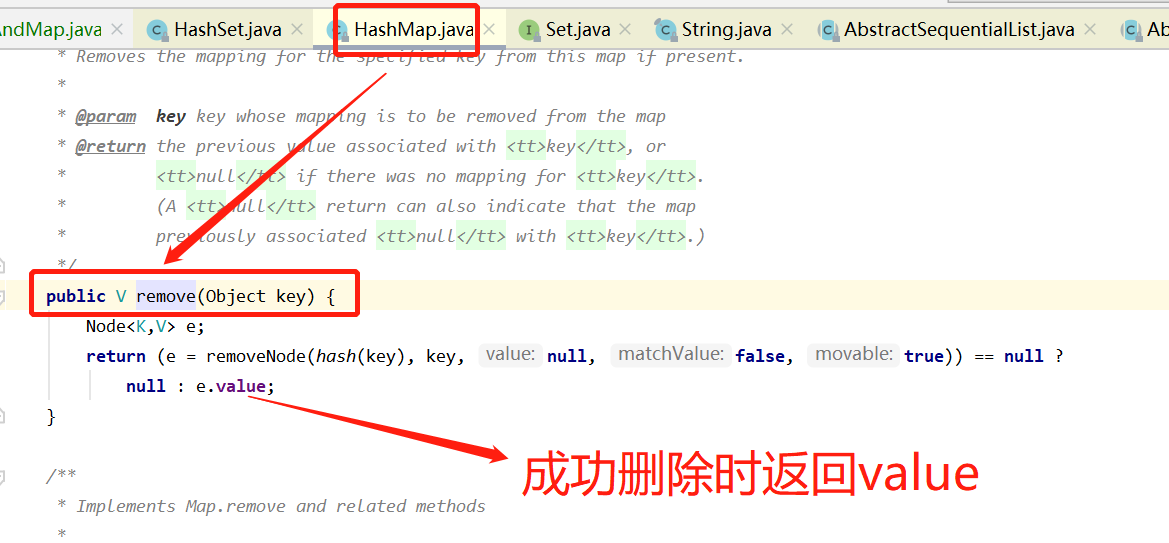 AndMap.java HashSet.java HashMap.java Set.java String.java AbstractSequentialList.java Ab
* Removes the mapping for the specified key from this map if present.
*
* @param key key whose mapping is to be removed from the map
* @return the previous value associated with <tt>key</tt>, or
* <tt>null</tt> if there was no mapping for <tt>key</tt>.
* (A <tt>null</tt> return can also indicate that the map
* previously associated <tt>null</tt> with <tt>key</tt>.)
*/
public V remove(Object key) {
Node<K,V> e;
return (e = removeNode(hash(key), key, value: null, matchValue: false, movable: true)) == null ?
null : e.value;
}
成功删除时返回value
/**
* Implements Map.remove and related methods
*